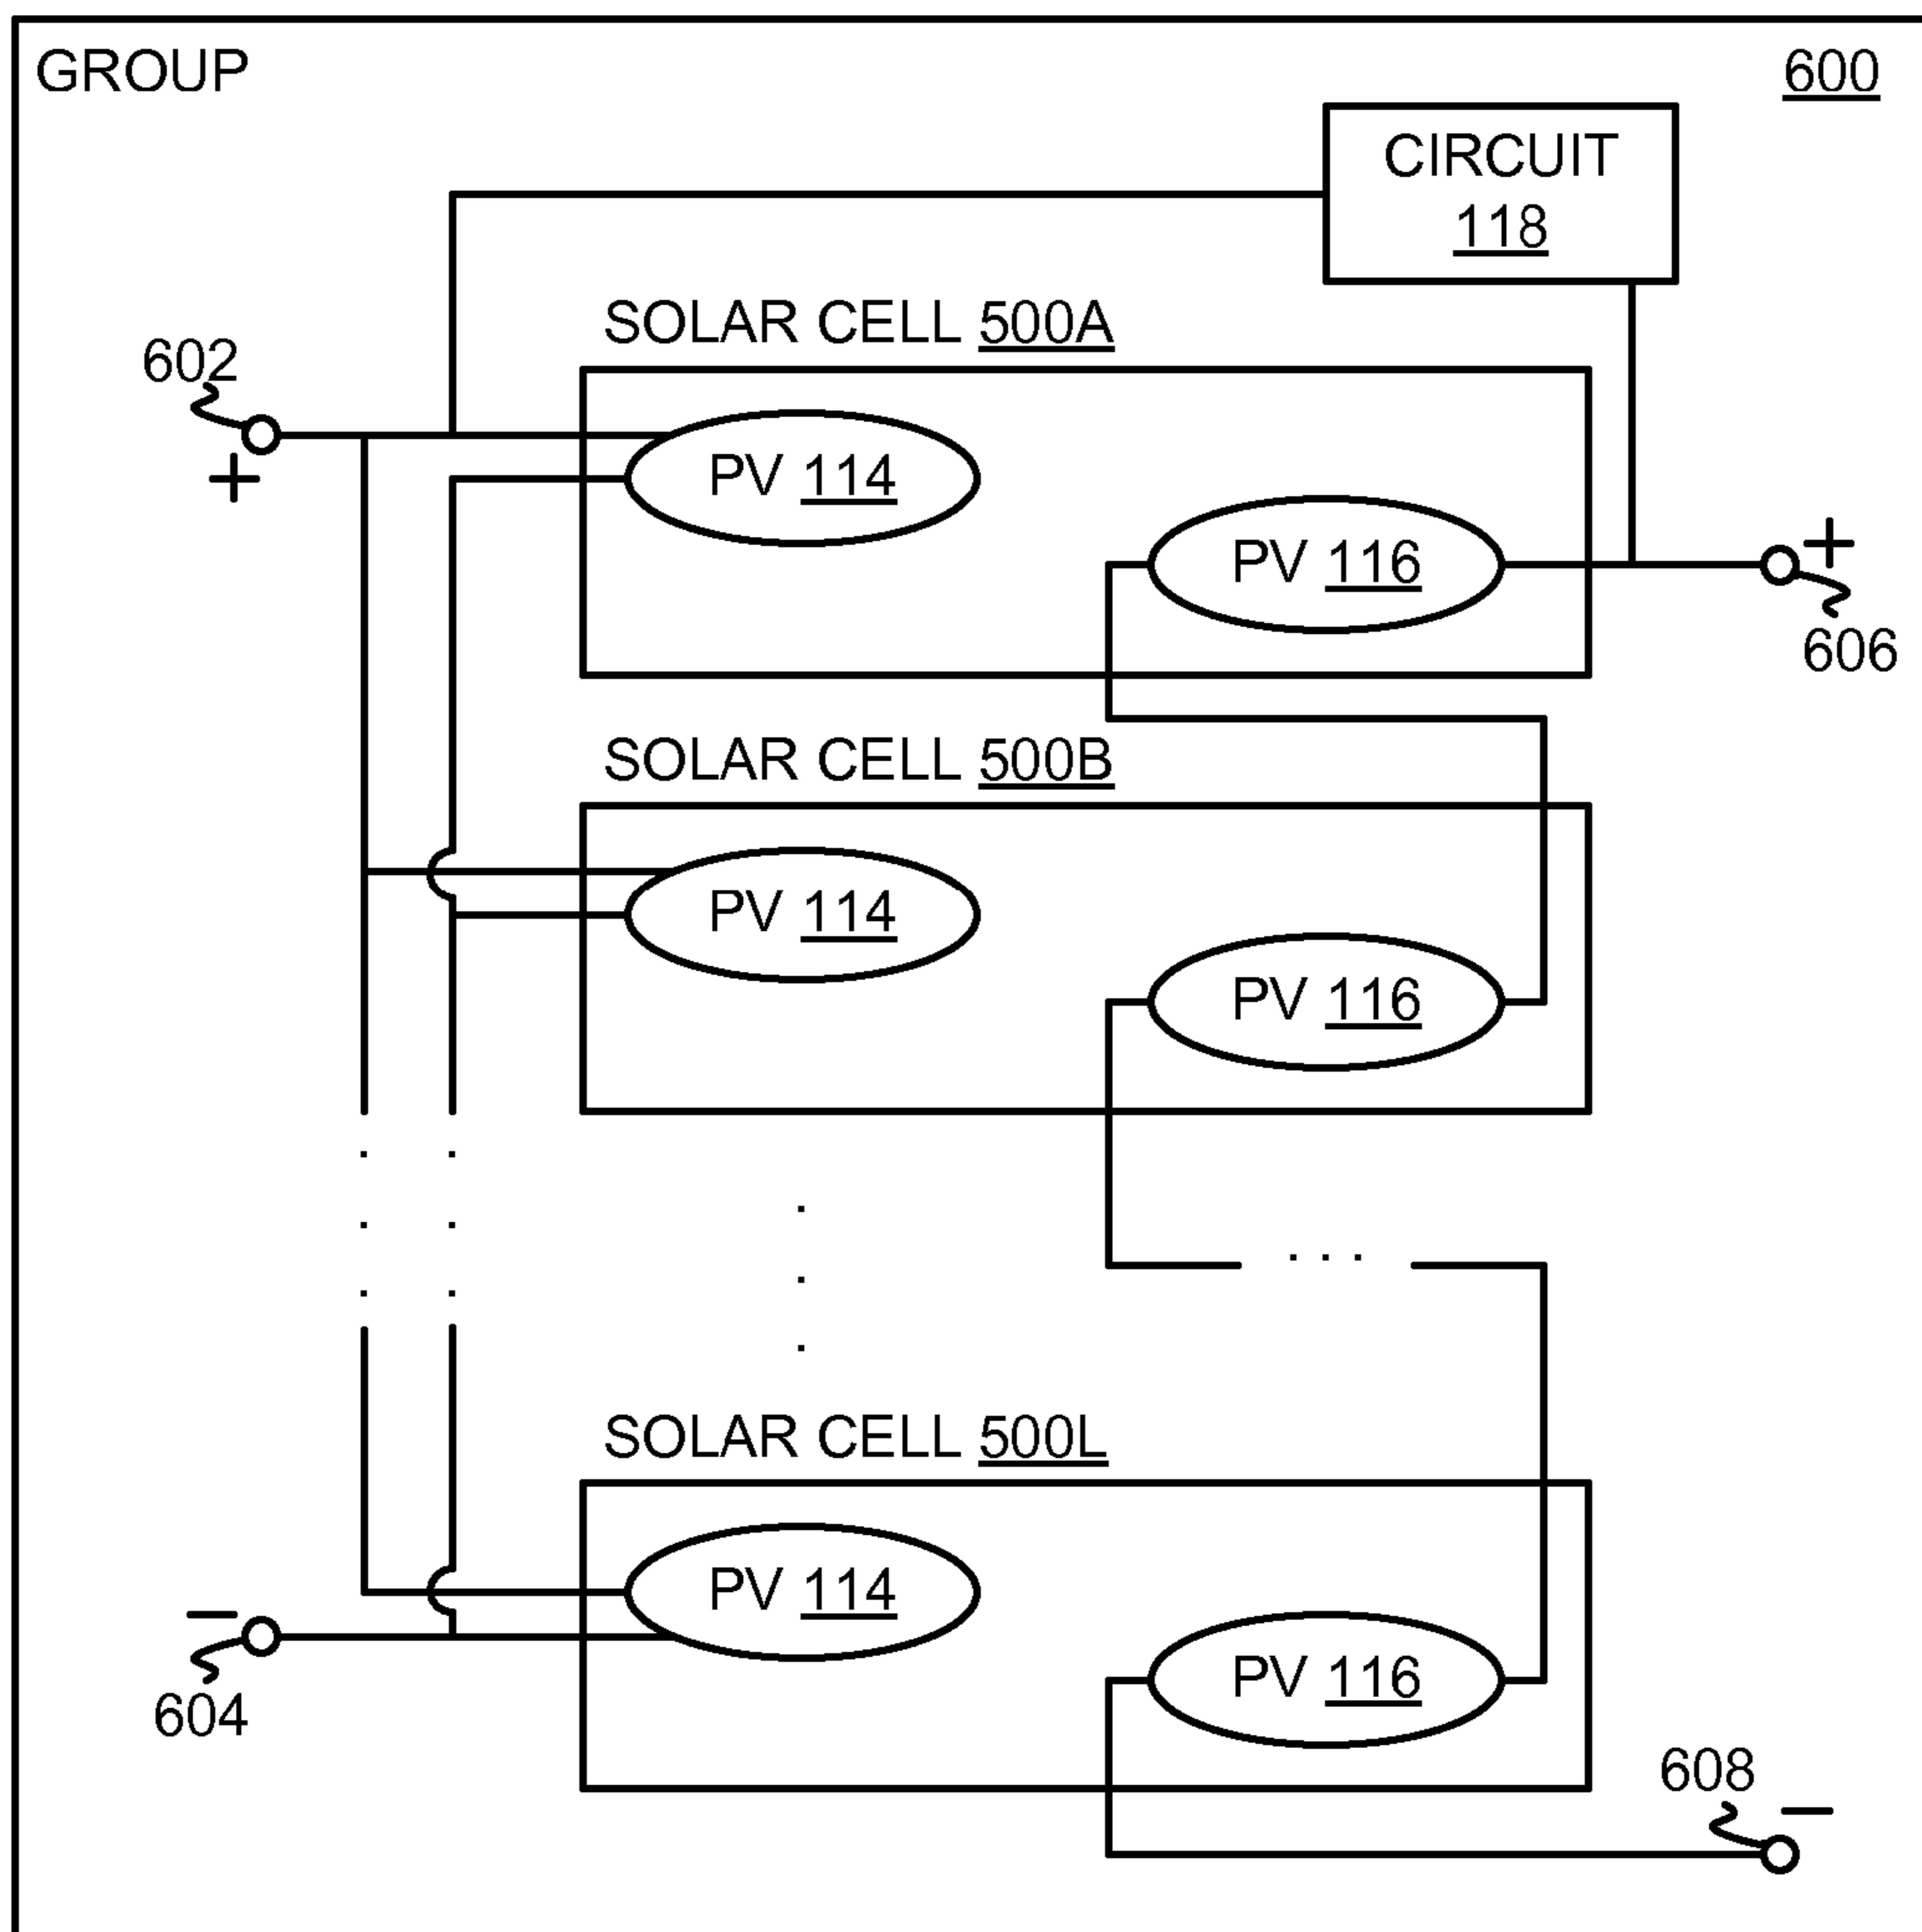 GROUP
600
CIRCUIT
118
SOLAR CELL 500A
602
+
PV 114
PV 116
+
606
SOLAR CELL 500B
PV 114
PV 116
. . .
SOLAR CELL 500L
PV 114
−
604
PV 116
608
−